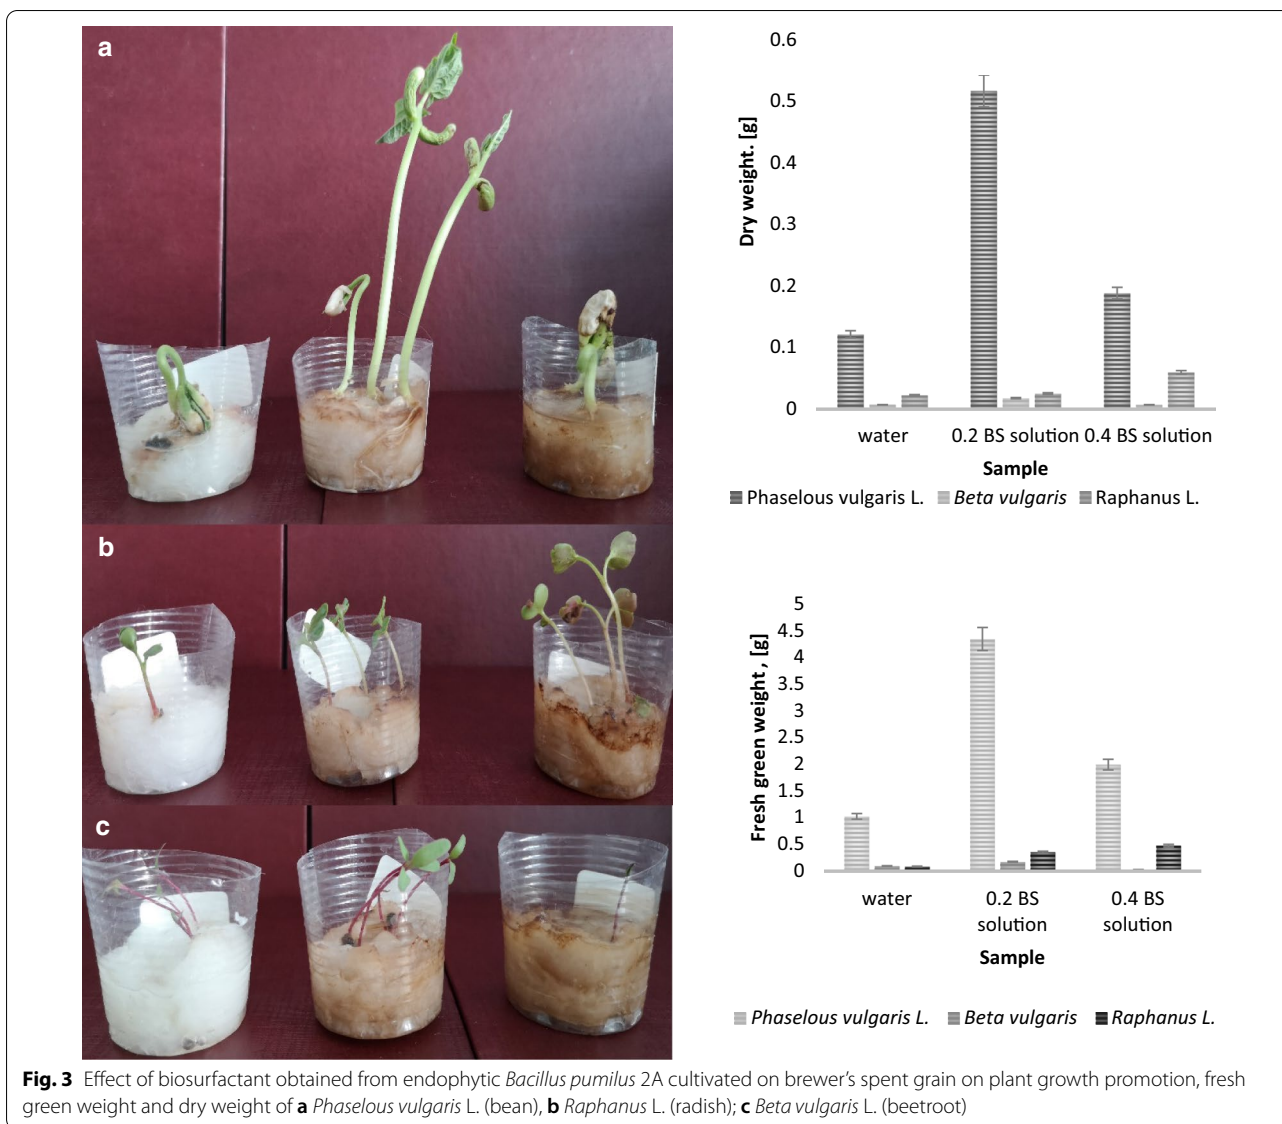 a
0.6
0.5
0.4
0.3
0.2
0.1
0
Dry weight. [g]
water
0.2 BS solution
0.4 BS solution
Sample
Phaselous vulgaris L.
Beta vulgaris
Raphanus L.
b
5
4.5
4
3.5
3
2.5
2
1.5
1
0.5
0
Fresh green weight , [g]
water
0.2 BS
solution
0.4 BS
solution
Sample
Phaselous vulgaris L.
Beta vulgaris
Raphanus L.
c
Fig. 3 Effect of biosurfactant obtained from endophytic Bacillus pumilus 2A cultivated on brewer's spent grain on plant growth promotion, fresh
green weight and dry weight of a Phaselous vulgaris L. (bean), b Raphanus L. (radish); c Beta vulgaris L. (beetroot)